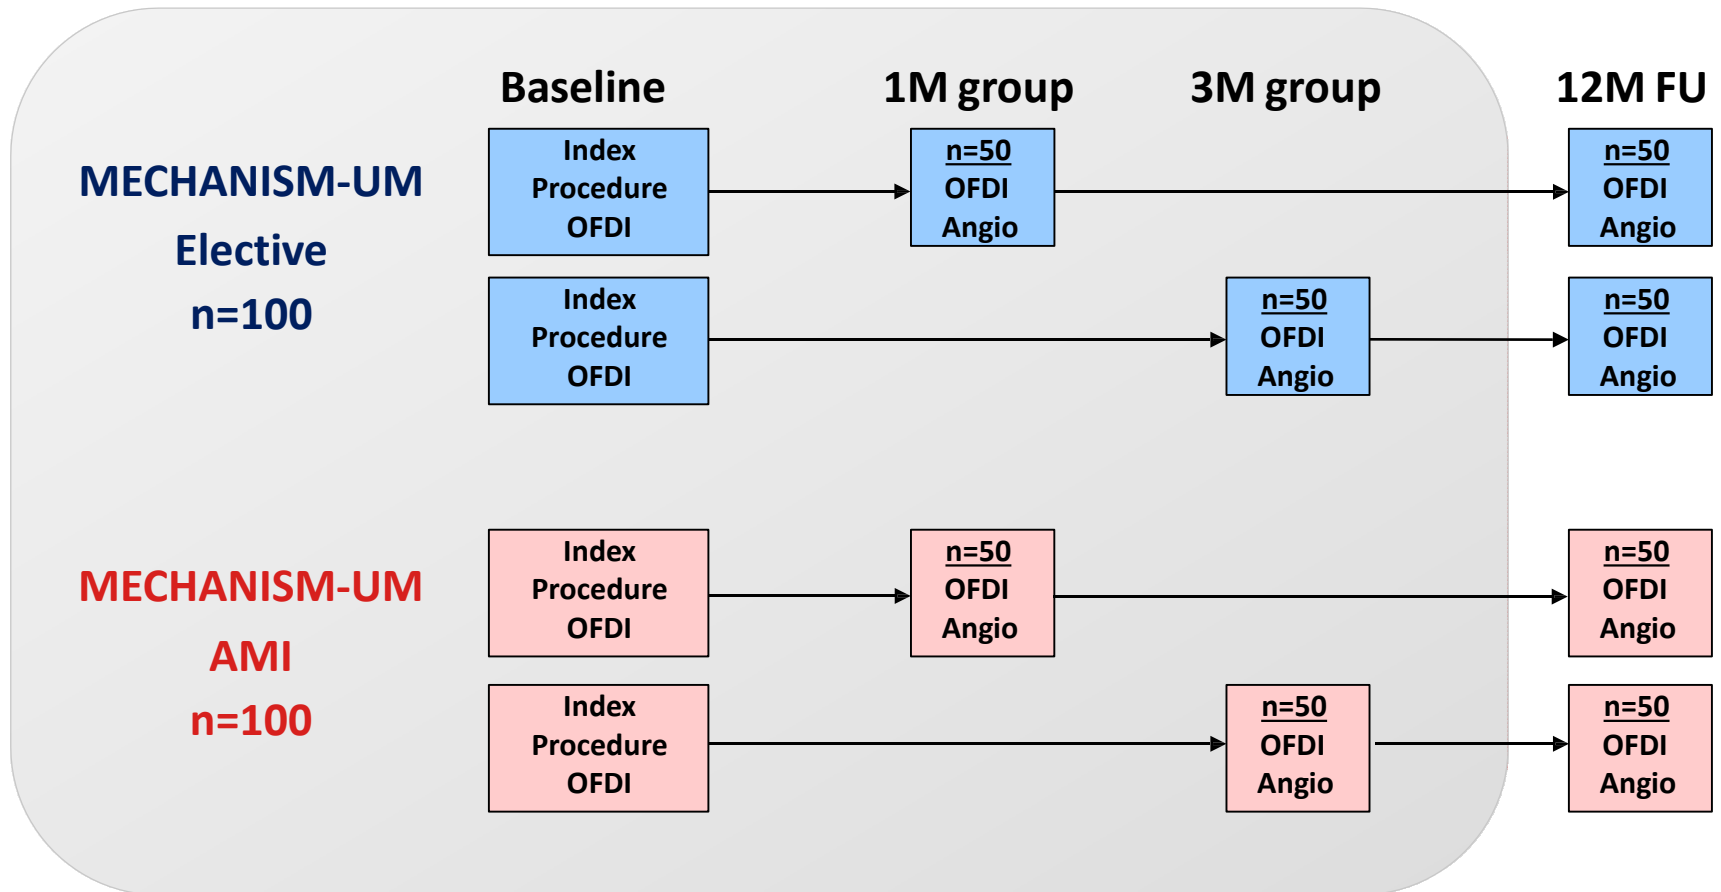 Baseline 1M group 3M group 12M FU
MECHANISM-UM
Elective
n=100
Index
Procedure
OFDI
n=50
OFDI
Angio
n=50
OFDI
Angio
Index
Procedure
OFDI
n=50
OFDI
Angio
n=50
OFDI
Angio
MECHANISM-UM
AMI
n=100
Index
Procedure
OFDI
n=50
OFDI
Angio
n=50
OFDI
Angio
Index
Procedure
OFDI
n=50
OFDI
Angio
n=50
OFDI
Angio